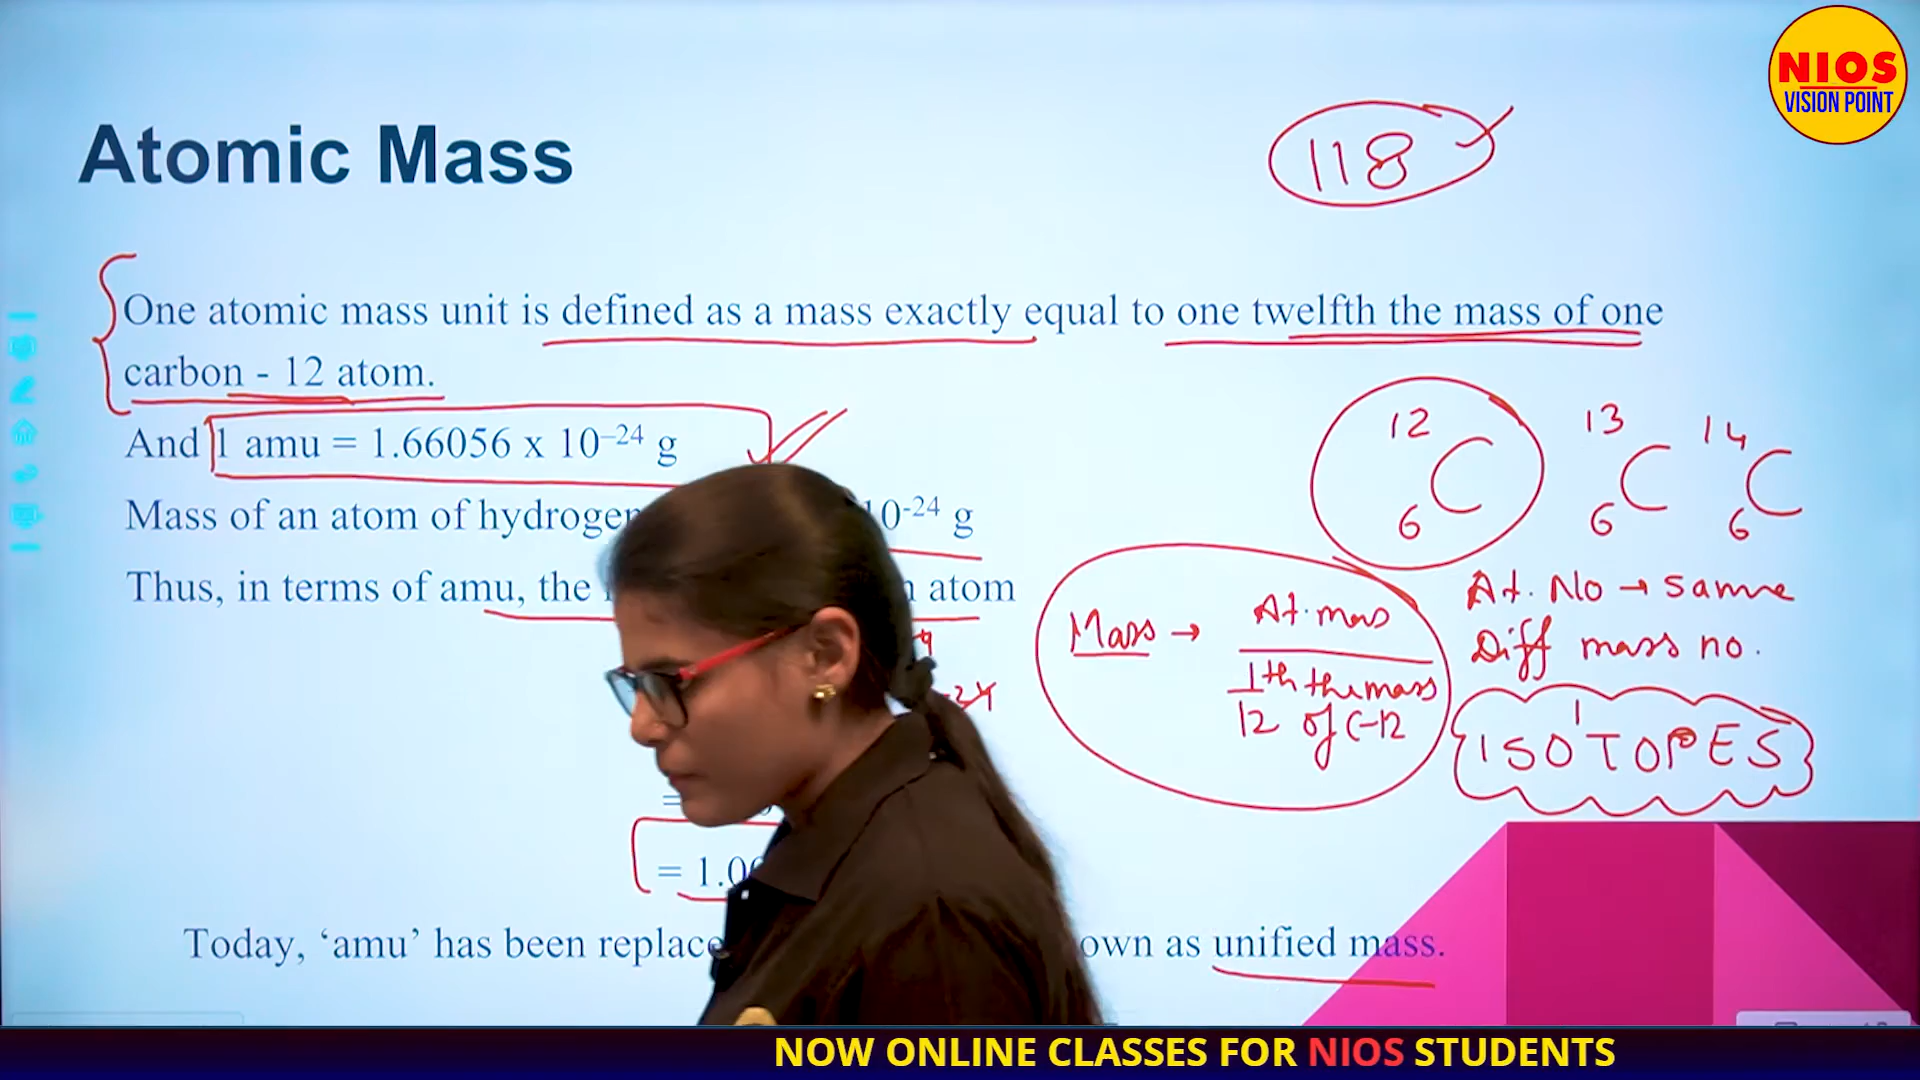 NIOS
VISION POINT
Atomic Mass
118
One atomic mass unit is defined as a mass exactly equal to one twelfth the mass of one
carbon - 12 atom.
And 1 amu = 1.66056 x 10⁻²⁴ g
Mass of an atom of hydrogen 10⁻²⁴ g
Thus, in terms of amu, the atom
= 1.0
Today, ‘amu’ has been replace own as unified mass.
12 C 6
13 C 6
14 C 6
At. No → Same
Diff mass no.
ISOTOPES
Mass → At. mass
1th the mass
12 of C-12
NOW ONLINE CLASSES FOR NIOS STUDENTS